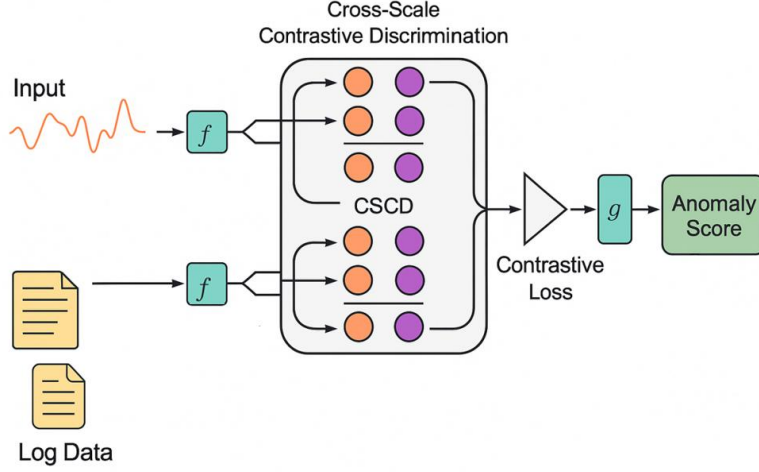 Cross-Scale
Contrastive Discrimination
Input
f
CSCD
f
g
Anomaly
Score
Contrastive
Loss
Log Data